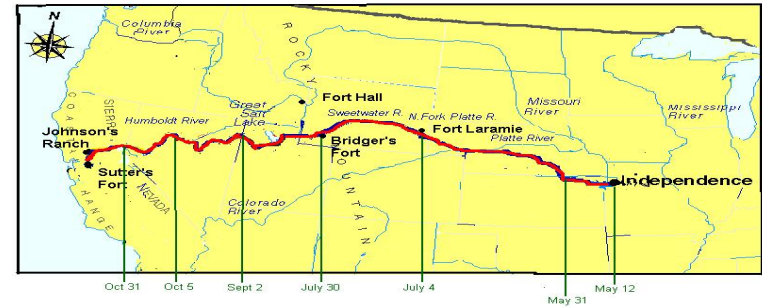 N
Columbia
River
ROCKY
MOUNTAIN
COAST
RANGE
SIERRA
NEVADA
Fort Hall
Great
Salt
Lake
Humboldt River
Sweetwater R.
N.Fork Platte R.
Missouri
River
Mississippi
River
Johnson's
Ranch
Bridger's
Fort
Fort Laramie
Platte River
Sutter's
Fort
Independence
Colorado
River
Oct 31
Oct 5
Sept 2
July 30
July 4
May 31
May 12